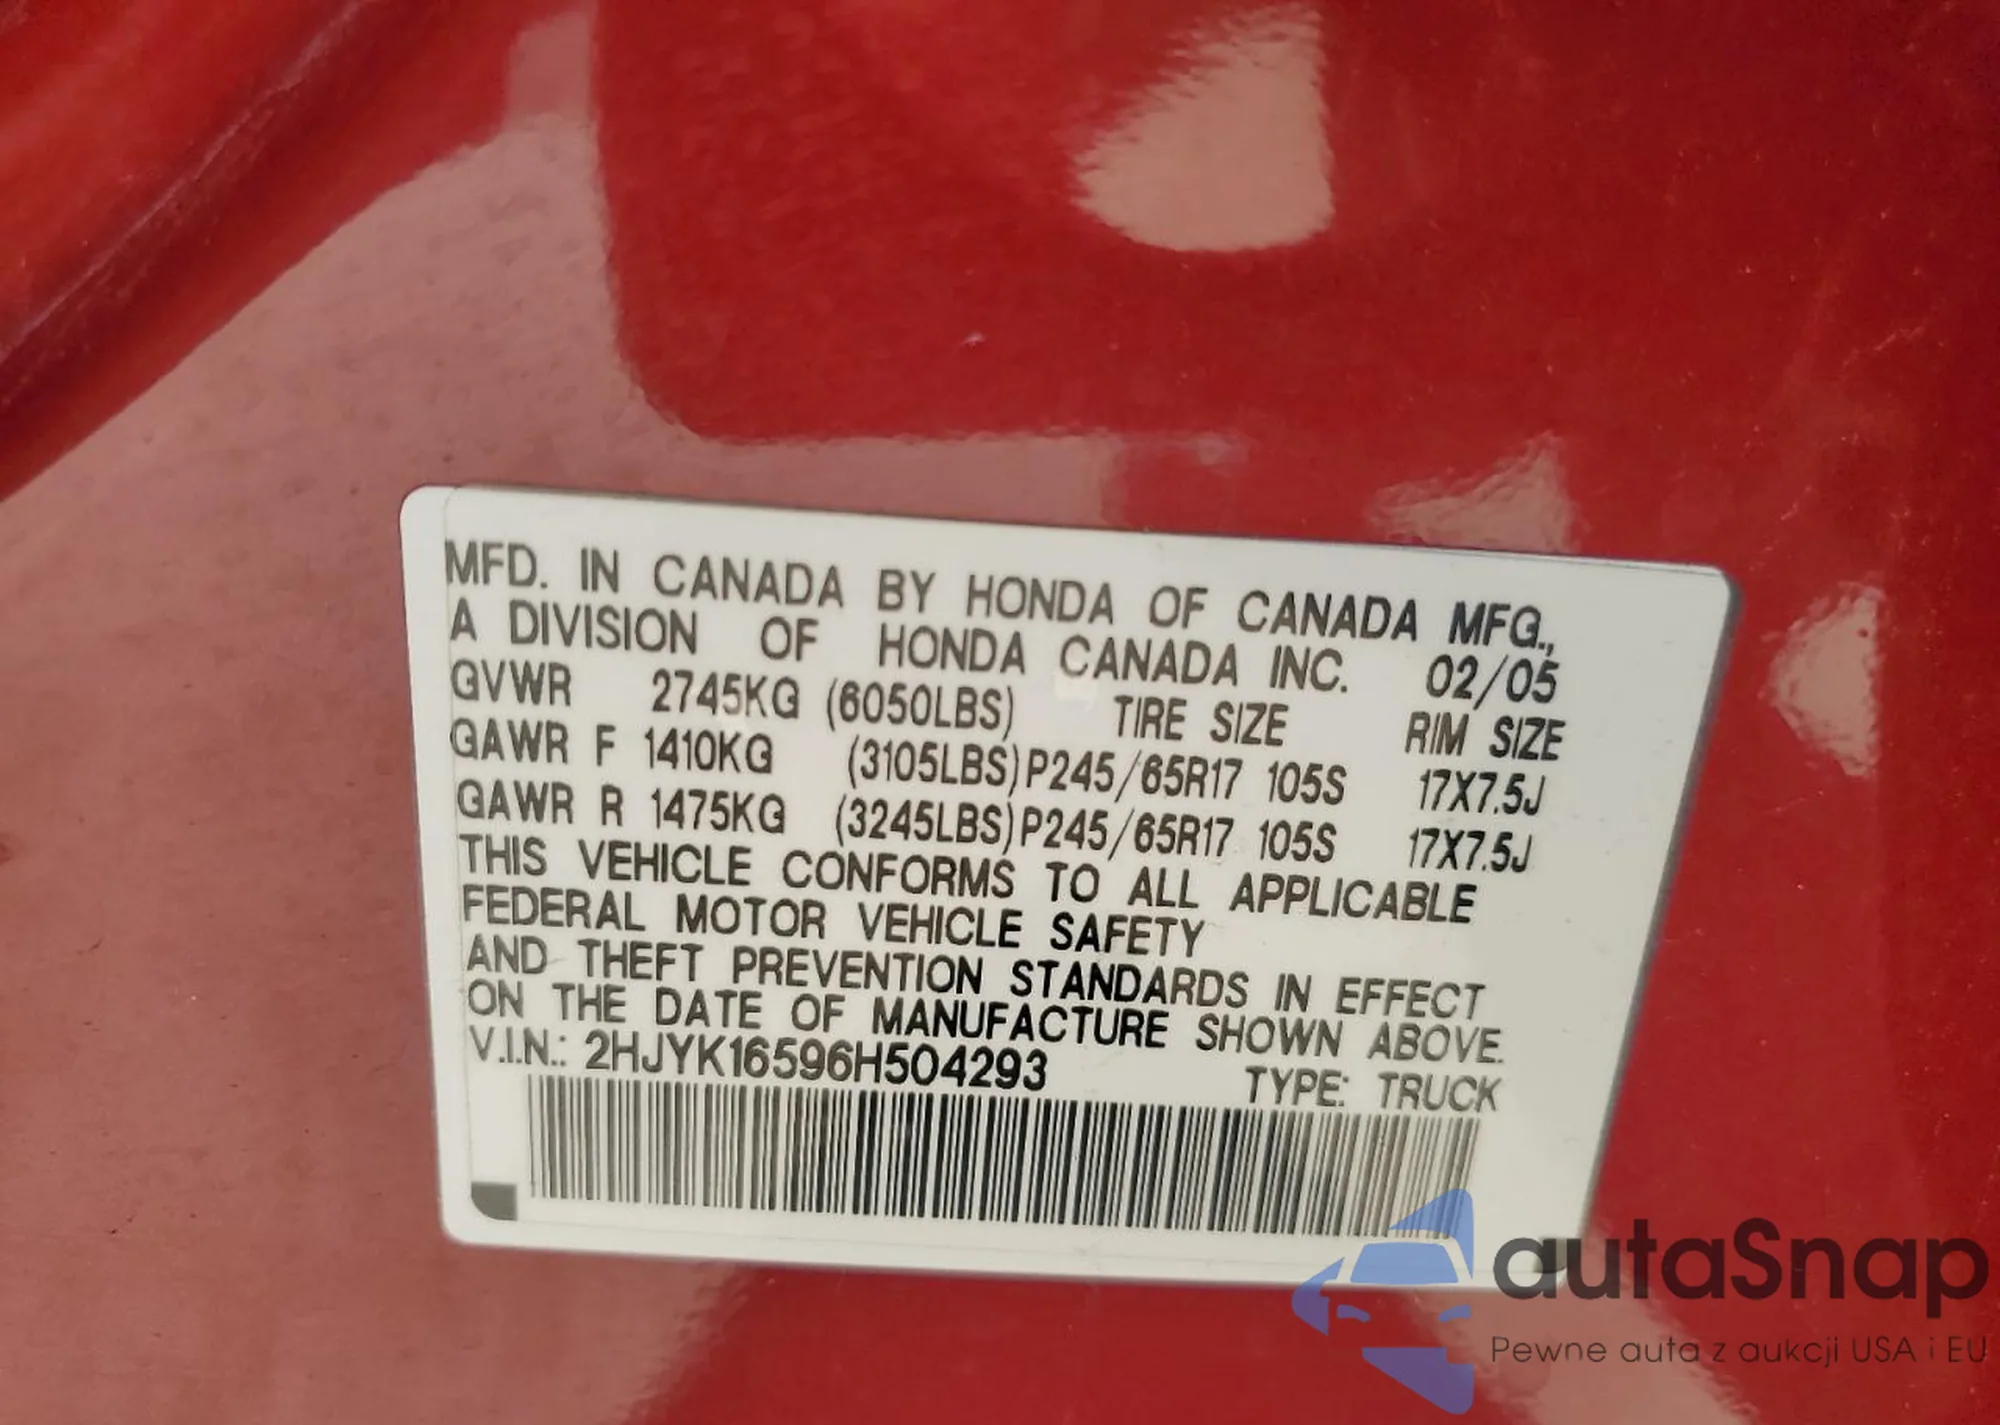 MFD. IN CANADA BY HONDA OF CANADA MFG.,
A DIVISION OF HONDA CANADA INC. 02/05
GVWR 2745KG (6050LBS) TIRE SIZE RIM SIZE
GAWR F 1410KG (3105LBS) P245/65R17 105S 17X7.5J
GAWR R 1475KG (3245LBS) P245/65R17 105S 17X7.5J
THIS VEHICLE CONFORMS TO ALL APPLICABLE
FEDERAL MOTOR VEHICLE SAFETY
AND THEFT PREVENTION STANDARDS IN EFFECT
ON THE DATE OF MANUFACTURE SHOWN ABOVE.
V.I.N.: 2HJYK16596H504293 TYPE: TRUCK
autaSnap
Pewne auta z aukcji USA i EU